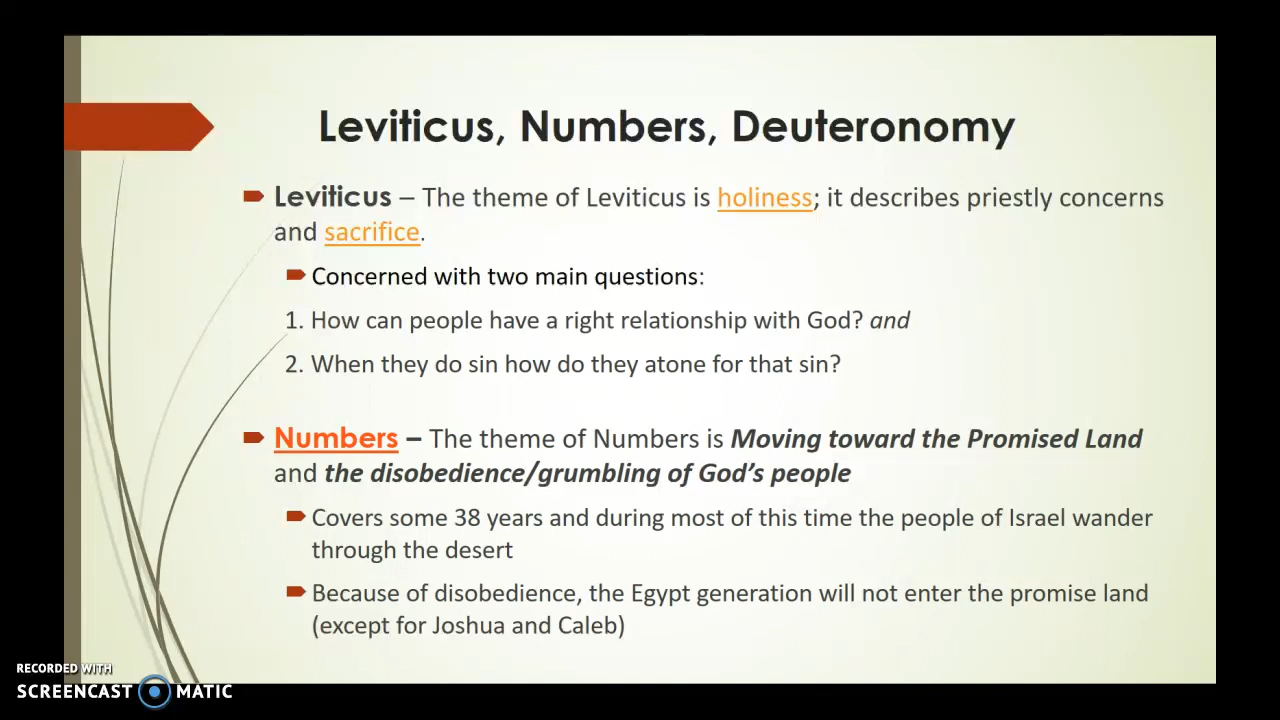 Leviticus, Numbers, Deuteronomy
Leviticus – The theme of Leviticus is holiness; it describes priestly concerns
and sacrifice.
Concerned with two main questions:
1. How can people have a right relationship with God? and
2. When they do sin how do they atone for that sin?
Numbers – The theme of Numbers is Moving toward the Promised Land
and the disobedience/grumbling of God’s people
Covers some 38 years and during most of this time the people of Israel wander
through the desert
Because of disobedience, the Egypt generation will not enter the promise land
(except for Joshua and Caleb)
RECORDED WITH
SCREENCAST MATIC